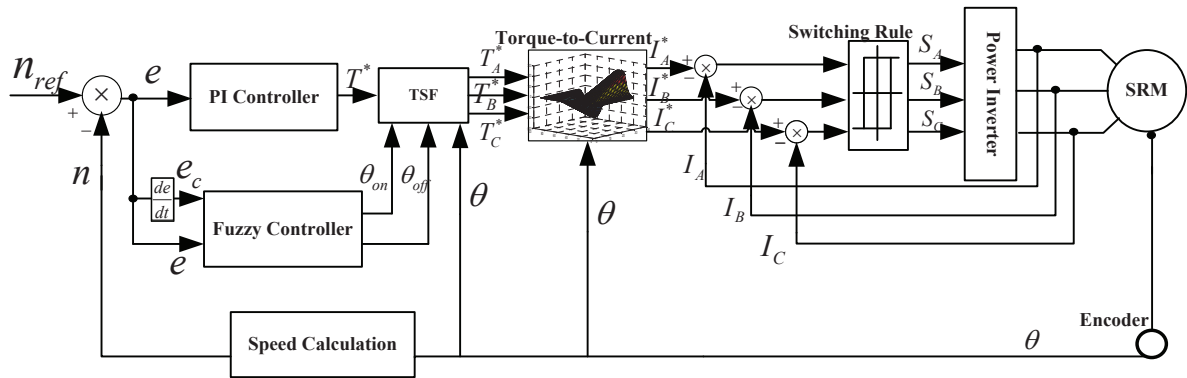 n_ref
+
−
e
PI Controller
T*
TSF
T_A*
T_B*
T_C*
Torque-to-Current
I_A*
I_B*
I_C*
+
−
+
−
+
−
Switching Rule
S_A
S_B
S_C
Power Inverter
SRM
n
de
dt
e_c
e
Fuzzy Controller
θ_on
θ_off
θ
θ
I_A
I_B
I_C
Speed Calculation
θ
Encoder